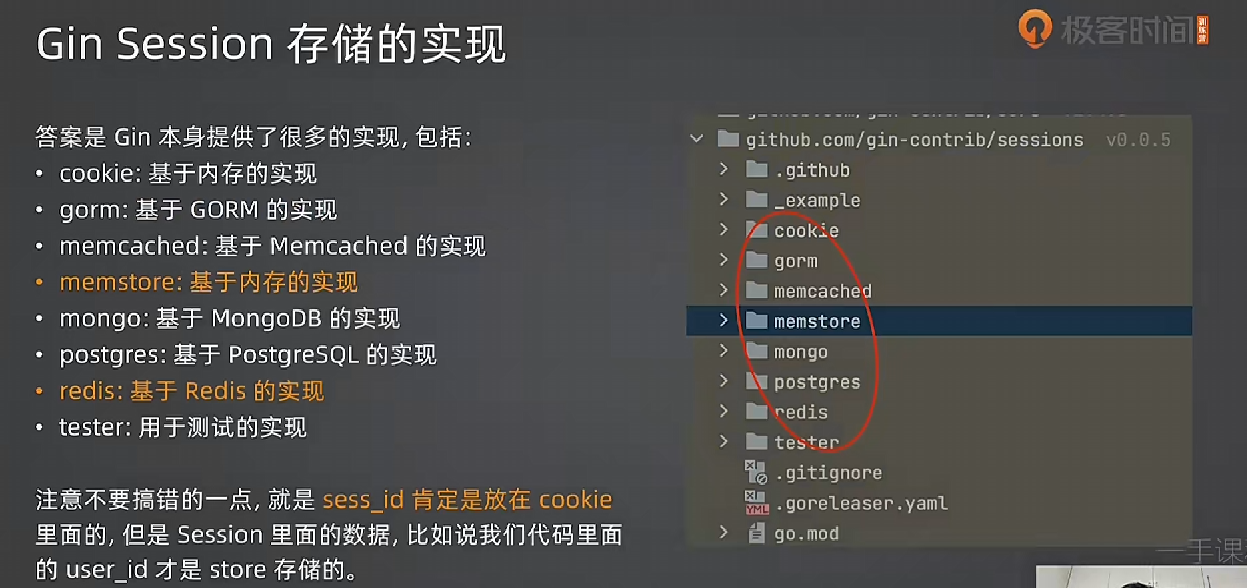 Gin Session 存储的实现
极客时间
答案是 Gin 本身提供了很多的实现, 包括:
• cookie: 基于内存的实现
• gorm: 基于 GORM 的实现
• memcached: 基于 Memcached 的实现
• memstore: 基于内存的实现
• mongo: 基于 MongoDB 的实现
• postgres: 基于 PostgreSQL 的实现
• redis: 基于 Redis 的实现
• tester: 用于测试的实现
注意不要搞错的一点, 就是 sess_id 肯定是放在 cookie
里面的, 但是 Session 里面的数据, 比如说我们代码里面
的 user_id 才是 store 存储的。
github.com/gin-contrib/sessions v0.0.5
.github
_example
cookie
gorm
memcached
memstore
mongo
postgres
redis
tester
.gitignore
YML .goreleaser.yaml
go.mod
一手课